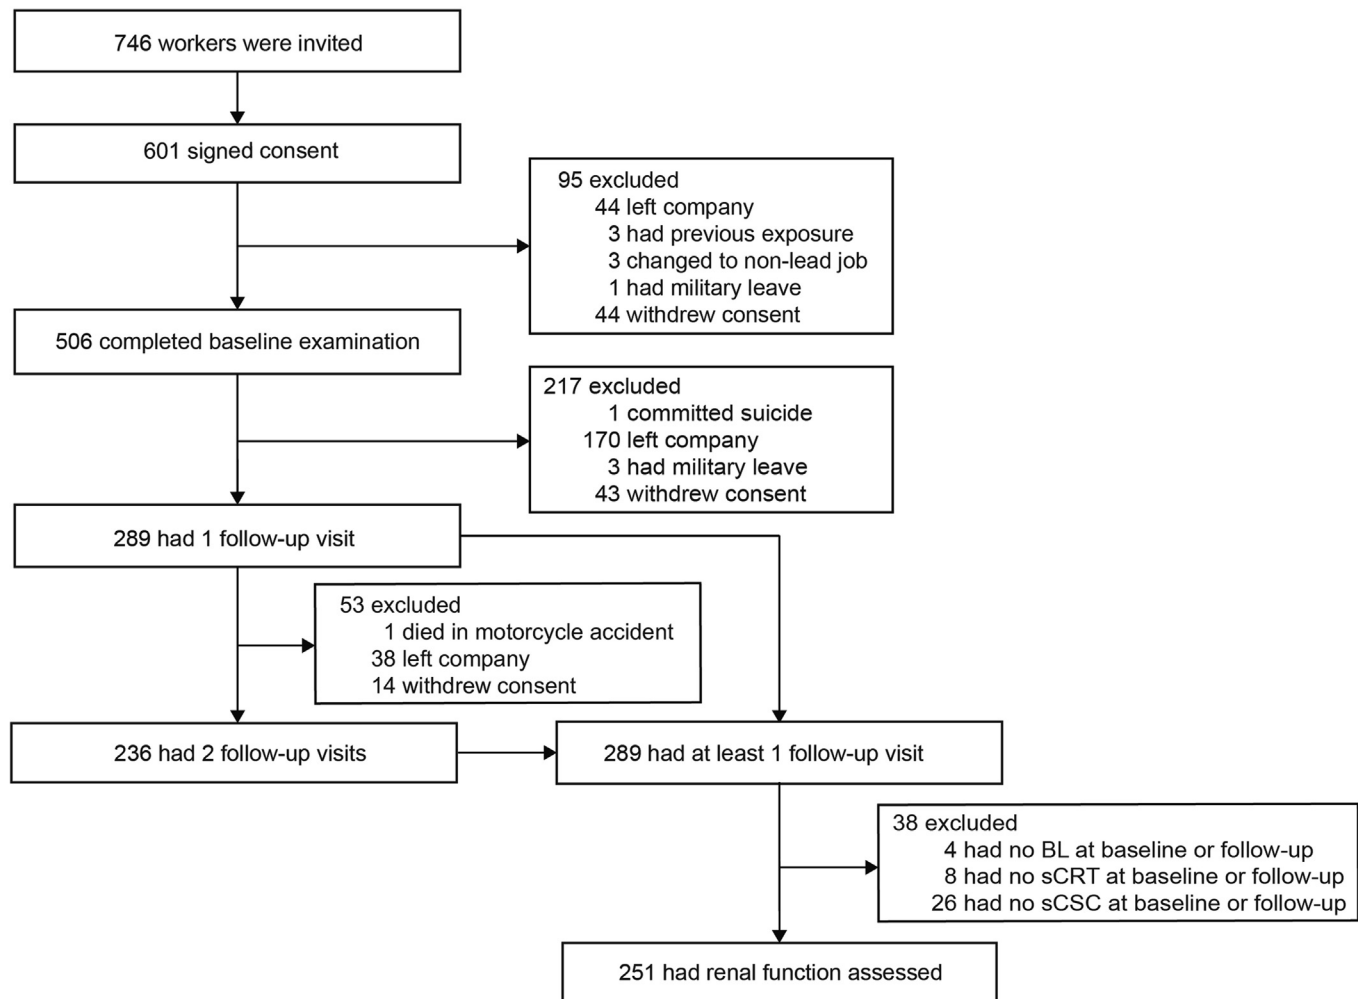 746 workers were invited
601 signed consent
95 excluded
44 left company
3 had previous exposure
3 changed to non-lead job
1 had military leave
44 withdrew consent
506 completed baseline examination
217 excluded
1 committed suicide
170 left company
3 had military leave
43 withdrew consent
289 had 1 follow-up visit
53 excluded
1 died in motorcycle accident
38 left company
14 withdrew consent
236 had 2 follow-up visits
289 had at least 1 follow-up visit
38 excluded
4 had no BL at baseline or follow-up
8 had no sCRT at baseline or follow-up
26 had no sCSC at baseline or follow-up
251 had renal function assessed